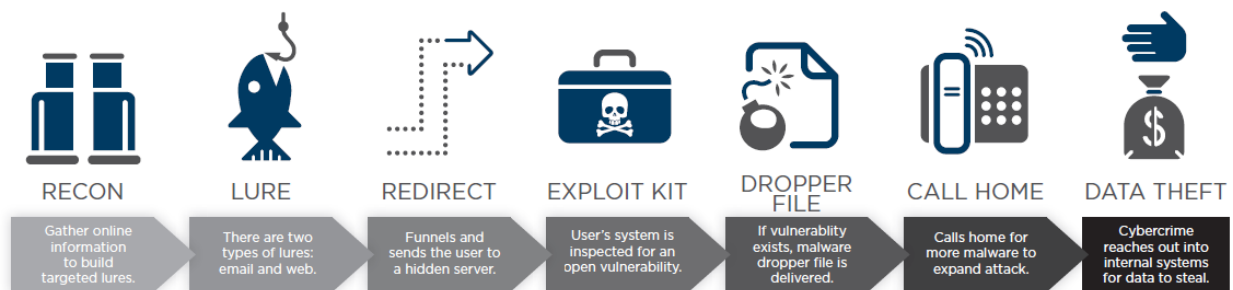 RECON
Gather online
information
to build
targeted lures.
LURE
There are two
types of lures:
email and web.
REDIRECT
Funnels and
sends the user to
a hidden server.
EXPLOIT KIT
User's system is
inspected for an
open vulnerability.
DROPPER
FILE
If vulnerablity
exists, malware
dropper file is
delivered.
CALL HOME
Calls home for
more malware to
expand attack.
$
DATA THEFT
Cybercrime
reaches out into
internal systems
for data to steal.